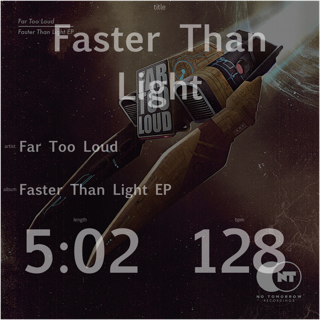 title
Far Too Loud
Faster Than Light EP
Faster Than
Light
FAR
TOO
LOUD
artist
Far Too Loud
album
Faster Than Light EP
length
bpm
5:02
128
NT
NO TOMORROW
RECORDINGS